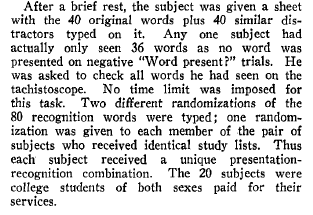 After a brief rest, the subject was given a sheet
with the 40 original words plus 40 similar dis-
tractors typed on it. Any one subject had
actually only seen 36 words as no word was
presented on negative "Word present?" trials. He
was asked to check all words he had seen on the
tachistoscope. No time limit was imposed for
this task. Two different randomizations of the
80 recognition words were typed; one random-
ization was given to each member of the pair of
subjects who received identical study lists. Thus
each subject received a unique presentation-
recognition combination. The 20 subjects were
college students of both sexes paid for their
services.